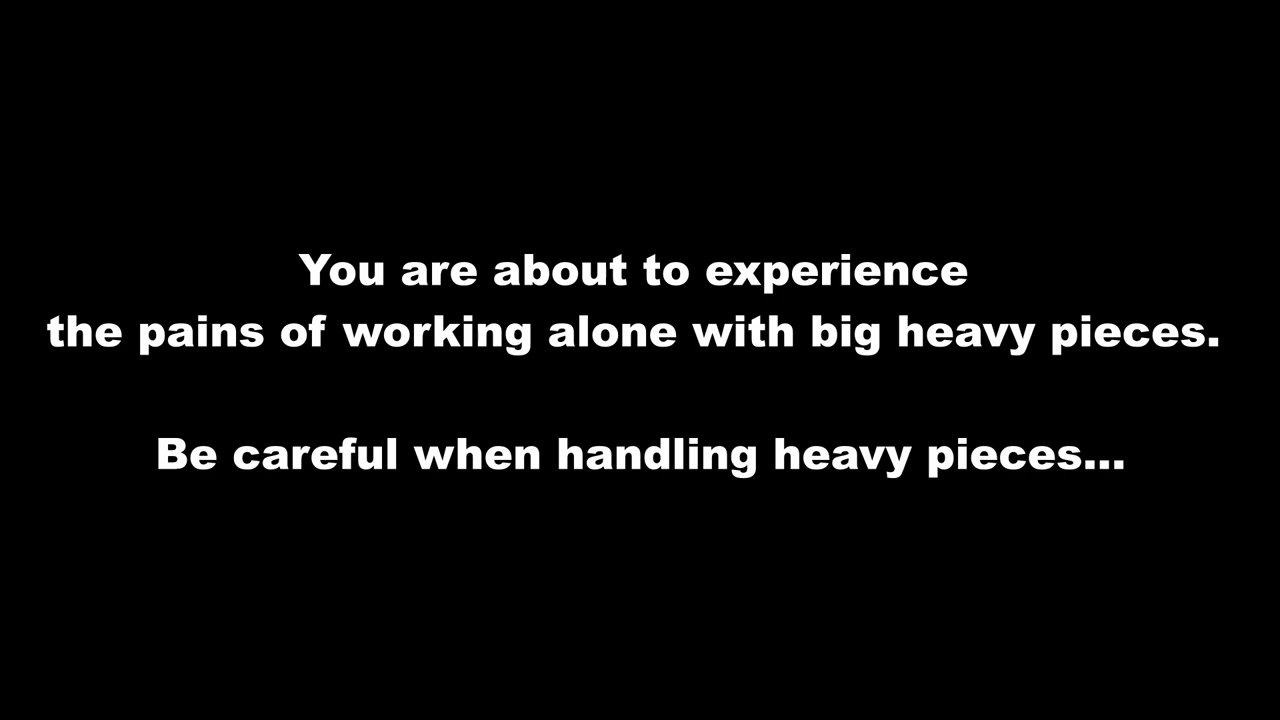 You are about to experience
the pains of working alone with big heavy pieces.
Be careful when handling heavy pieces...